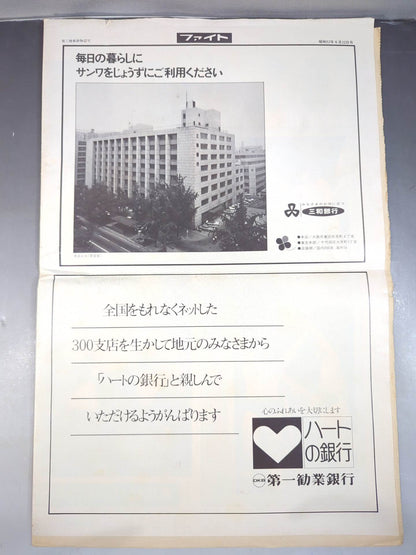 ファイト
毎日の暮らしに
サンワをじょうずにご利用ください
三和銀行
全国をもれなくネットした
300支店を生かして地元のみなさまから
「ハートの銀行」と親しんで
いただけるようがんばります
心のふれあいを大切にします
ハート
の銀行
DKB 第一勧業銀行